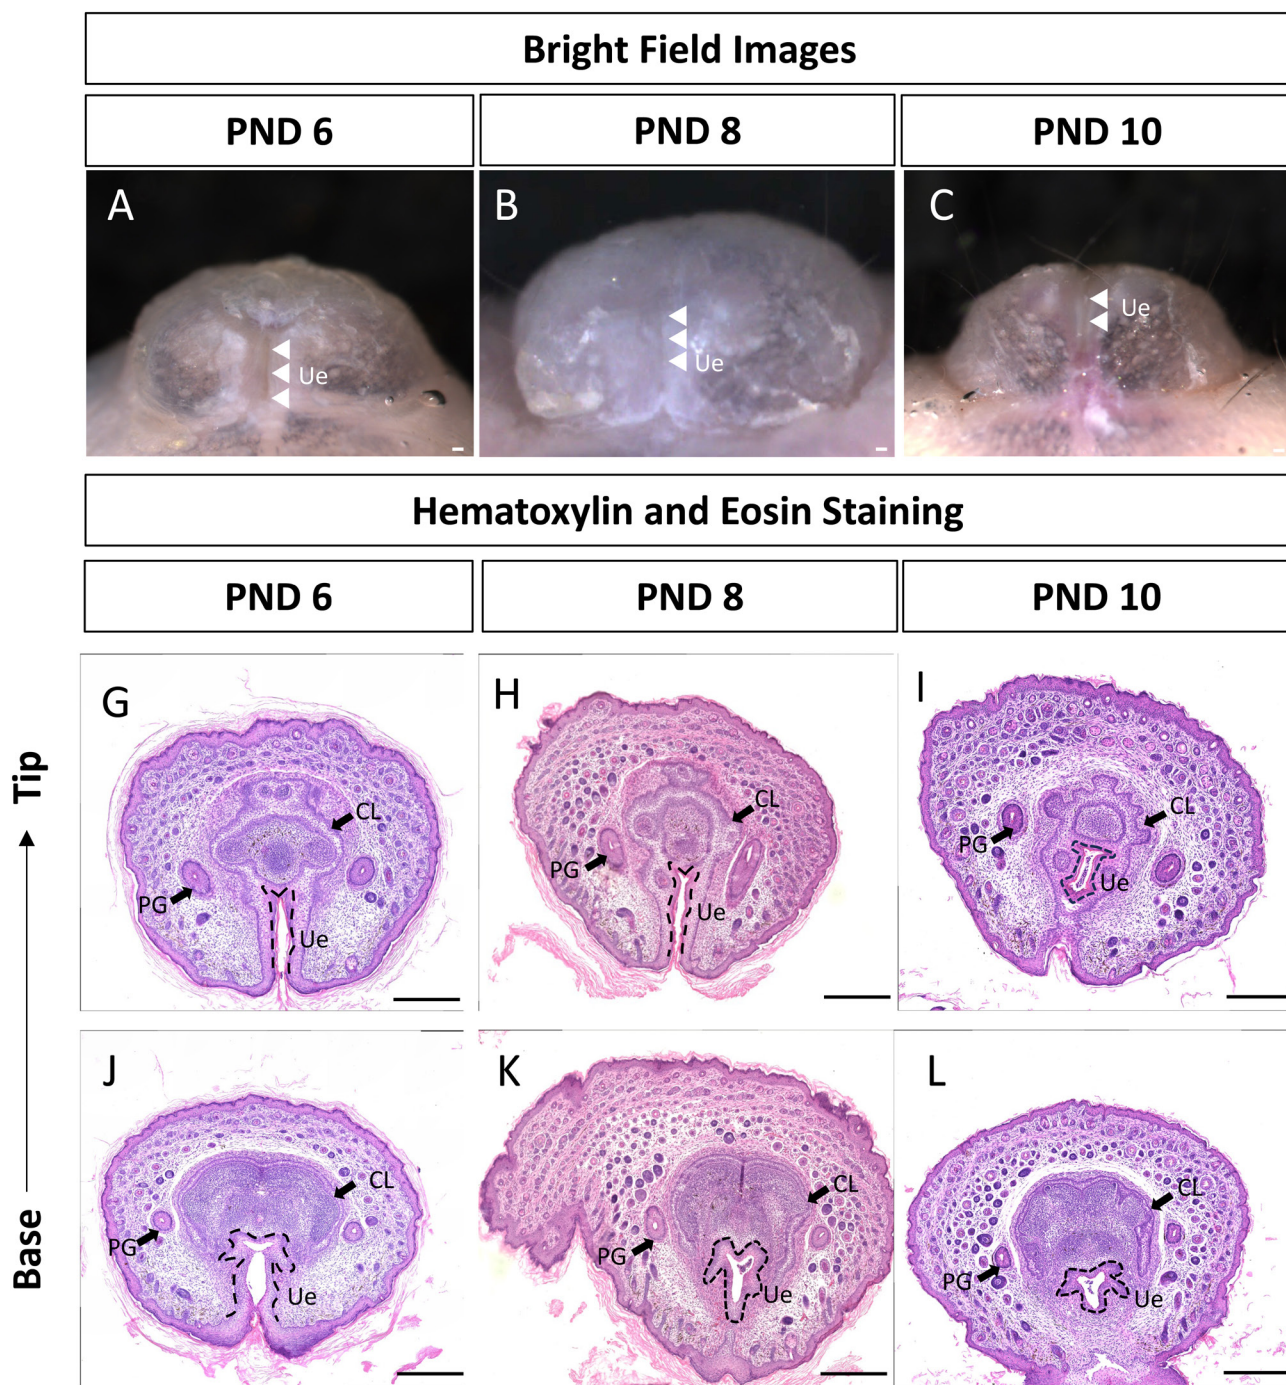 Bright Field Images
PND 6
PND 8
PND 10
A
B
C
Ue
Ue
Ue
Hematoxylin and Eosin Staining
PND 6
PND 8
PND 10
Tip
Base
G
CL
PG
Ue
H
CL
PG
Ue
I
CL
PG
Ue
J
CL
PG
Ue
K
CL
PG
Ue
L
CL
PG
Ue